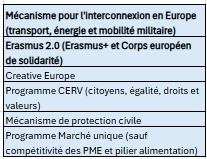 Mécanisme pour l'interconnexion en Europe
(transport, énergie et mobilité militaire)
Erasmus 2.0 (Erasmus+ et Corps européen
de solidarité)
Creative Europe
Programme CERV (citoyens, égalité, droits et
valeurs)
Mécanisme de protection civile
Programme Marché unique (sauf
compétitivité des PME et pilier alimentation)